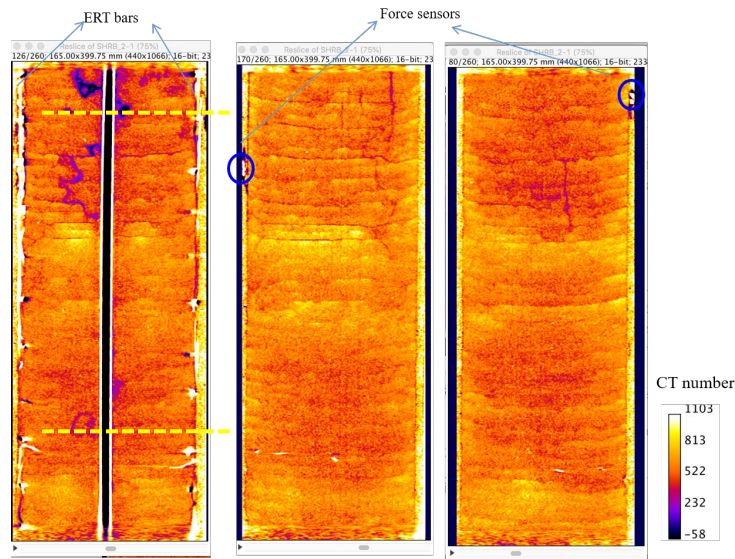 ERT bars
Force sensors
Reslice of SHRB_2-1 (75%)
126/260; 165.00x399.75 mm (440x1066); 16-bit; 23
Reslice of SHRB_2-1 (75%)
170/260; 165.00x399.75 mm (440x1066); 16-bit; 23
Reslice of SHRB_2-1 (75%)
80/260; 165.00x399.75 mm (440x1066); 16-bit; 233
CT number
1103
813
522
232
-58